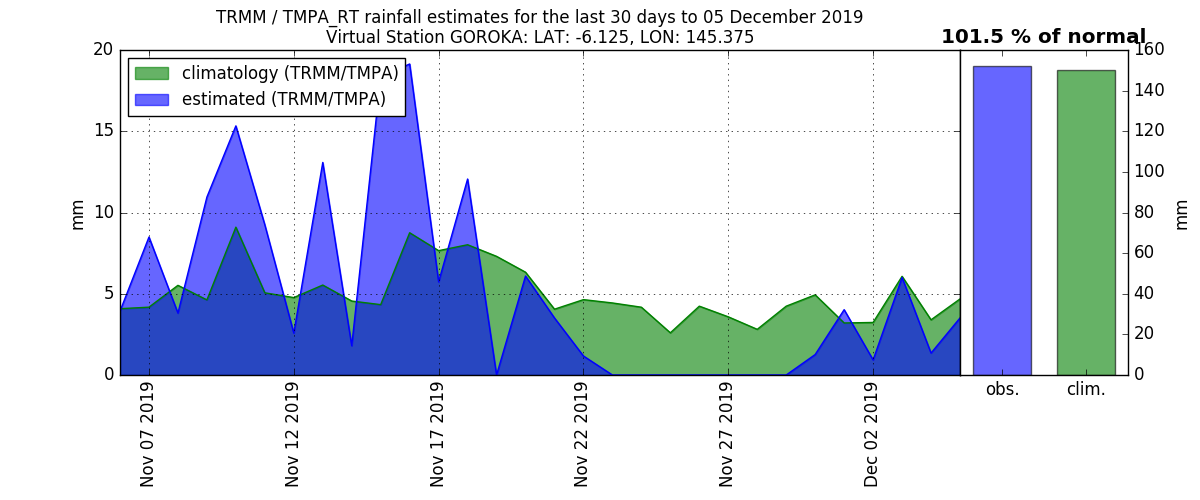 TRMM / TMPA_RT rainfall estimates for the last 30 days to 05 December 2019
Virtual Station GOROKA: LAT: -6.125, LON: 145.375
101.5 % of normal
climatology (TRMM/TMPA)
estimated (TRMM/TMPA)
20
15
10
5
0
mm
Nov 07 2019
Nov 12 2019
Nov 17 2019
Nov 22 2019
Nov 27 2019
Dec 02 2019
obs.
clim.
160
140
120
100
80
60
40
20
0
mm